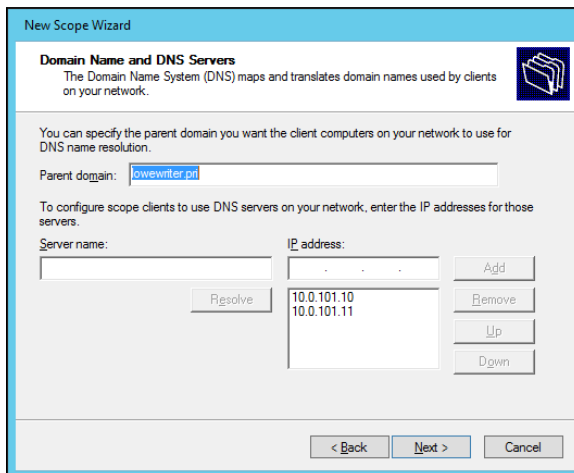 New Scope Wizard
Domain Name and DNS Servers
The Domain Name System (DNS) maps and translates domain names used by clients
on your network.
You can specify the parent domain you want the client computers on your network to use for
DNS name resolution.
Parent domain: lowewriter.pri
To configure scope clients to use DNS servers on your network, enter the IP addresses for those
servers.
Server name: IP address:
. . . Add
Resolve 10.0.101.10 Remove
10.0.101.11
Up
Down
< Back Next > Cancel